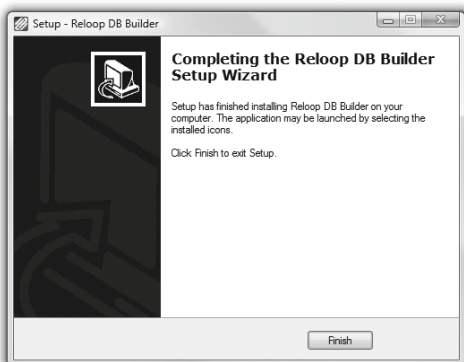 Setup - Reloop DB Builder
Completing the Reloop DB Builder
Setup Wizard
Setup has finished installing Reloop DB Builder on your
computer. The application may be launched by selecting the
installed icons.
Click Finish to exit Setup.
Finish